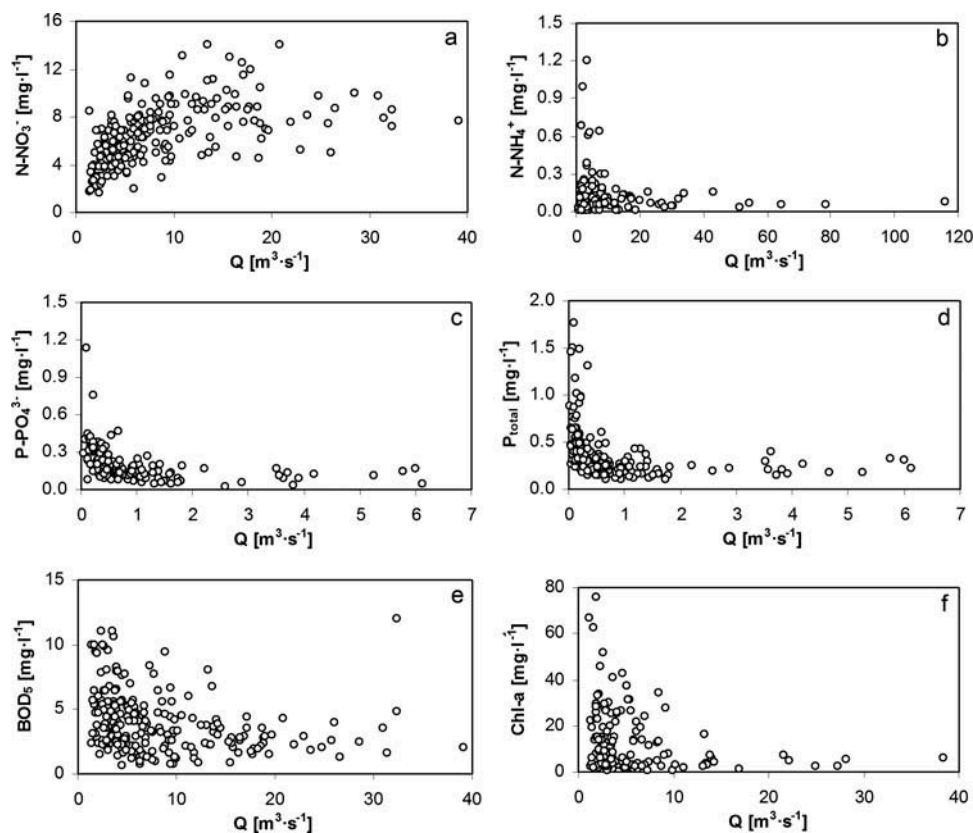 a
N-NO₃⁻ [mg·l⁻¹]
16
12
8
4
0
0 10 20 30 40
Q [m³·s⁻¹]
b
N-NH₄⁺ [mg·l⁻¹]
1.5
1.2
0.9
0.6
0.3
0.0
0 20 40 60 80 100 120
Q [m³·s⁻¹]
c
P-PO₄³⁻ [mg·l⁻¹]
1.5
1.2
0.9
0.6
0.3
0.0
0 1 2 3 4 5 6 7
Q [m³·s⁻¹]
d
P total [mg·l⁻¹]
2.0
1.5
1.0
0.5
0.0
0 1 2 3 4 5 6 7
Q [m³·s⁻¹]
e
BOD₅ [mg·l⁻¹]
15
10
5
0
0 10 20 30 40
Q [m³·s⁻¹]
f
Chl-a [mg·l⁻¹]
80
60
40
20
0
0 10 20 30 40
Q [m³·s⁻¹]